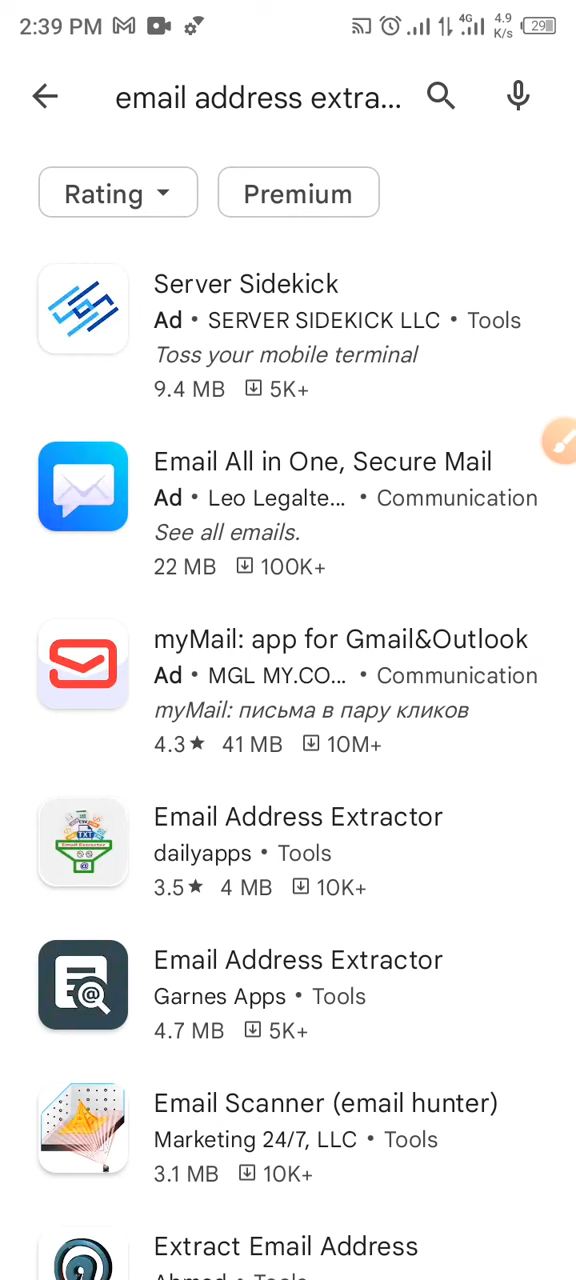 2:39 PM 4G 4.9 K/s 29
email address extra...
Rating Premium
Server Sidekick
Ad • SERVER SIDEKICK LLC • Tools
Toss your mobile terminal
9.4 MB 5K+
Email All in One, Secure Mail
Ad • Leo Legalte... • Communication
See all emails.
22 MB 100K+
myMail: app for Gmail&Outlook
Ad • MGL MY.CO... • Communication
myMail: письма в пару кликов
4.3★ 41 MB 10M+
Email Address Extractor
dailyapps • Tools
3.5★ 4 MB 10K+
Email Address Extractor
Garnes Apps • Tools
4.7 MB 5K+
Email Scanner (email hunter)
Marketing 24/7, LLC • Tools
3.1 MB 10K+
Extract Email Address
Ahmed • Tools